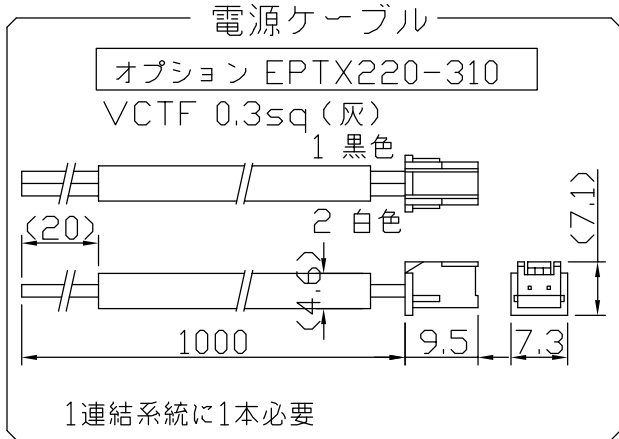 電源ケーブル
オプション EPTX220-310
VCTF 0.3sq(灰)
1 黒色
2 白色
(20)
(7.1)
(4.6)
1000
9.5
7.3
1連結系統に1本必要